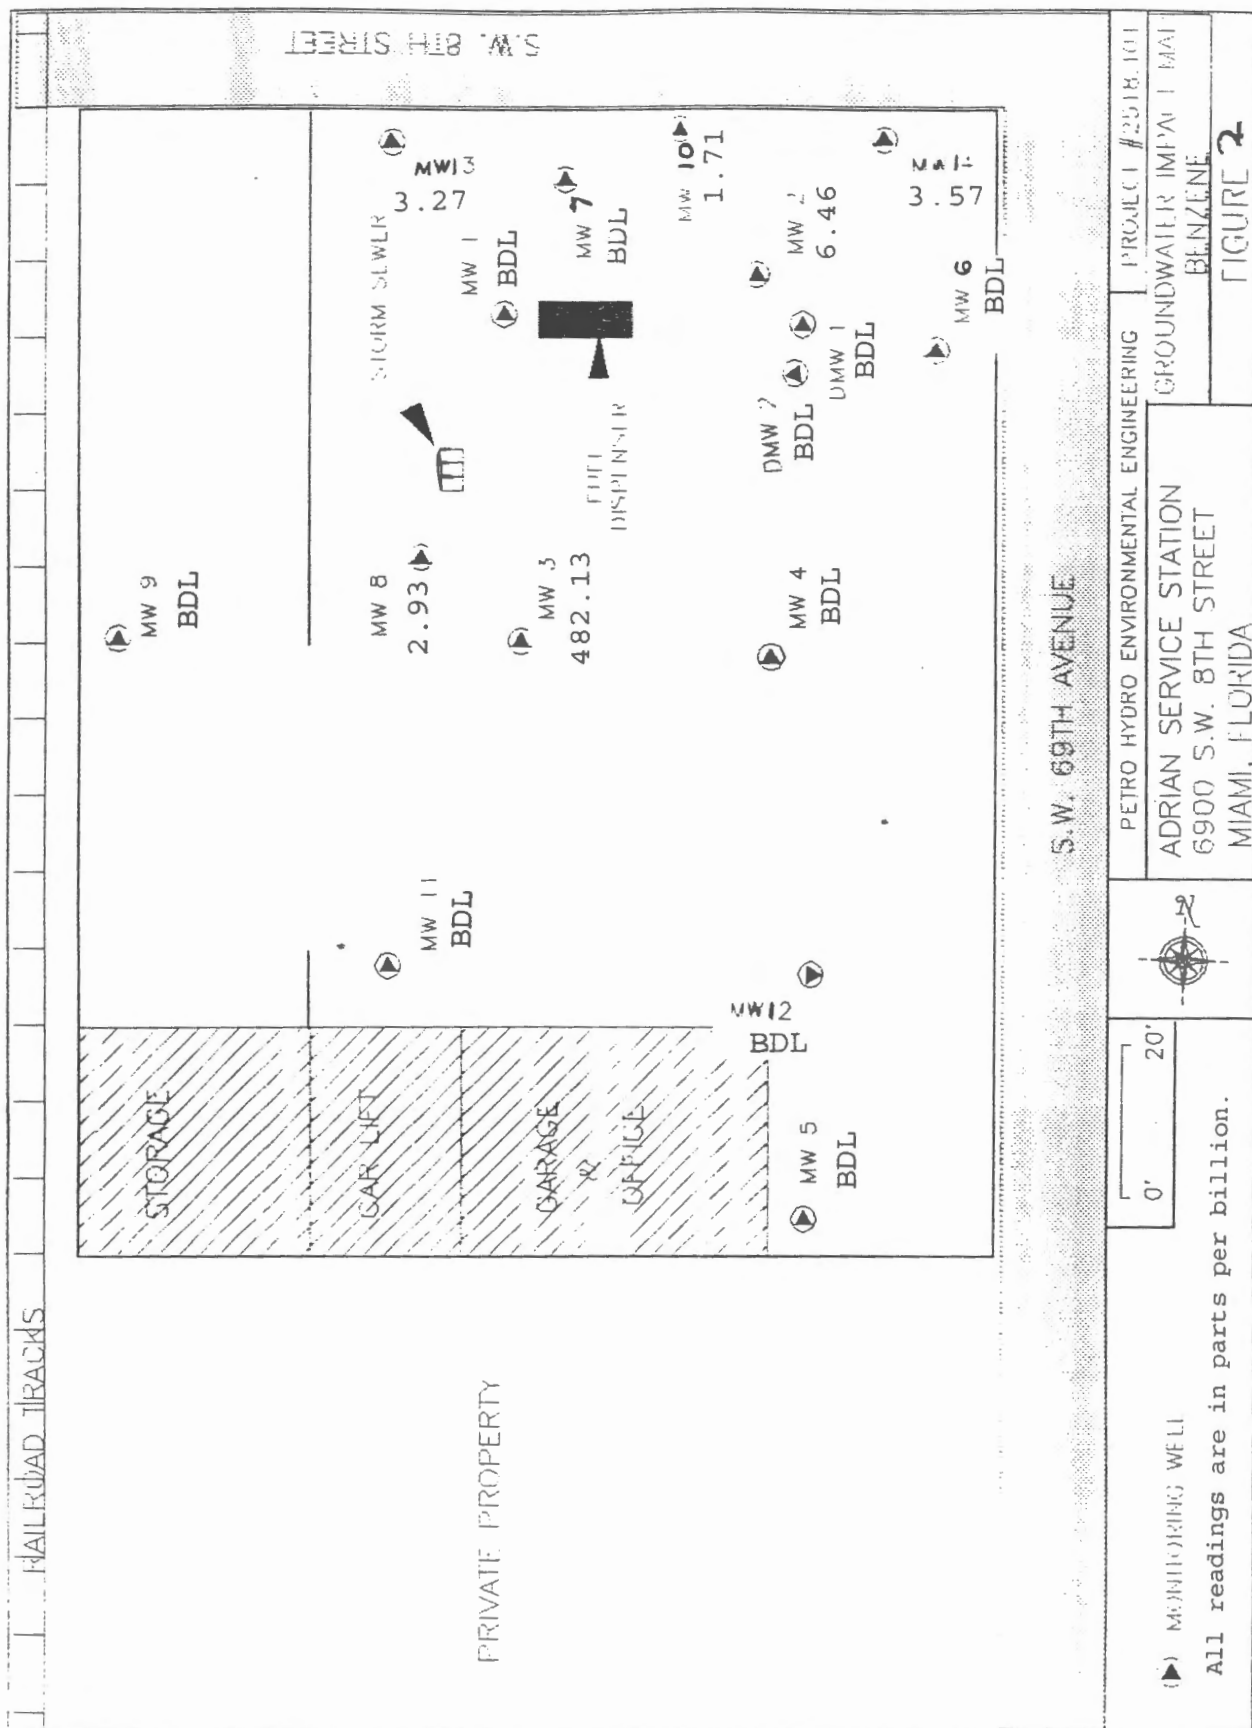 RAILROAD TRACKS
S.W. 8TH STREET
MW 9
BDL
MW13
3.27
STORM SEWER
MW 1
BDL
MW 7
BDL
MW 10
1.71
MW 2
6.46
3.57
MW 6
BDL
DMW 1
BDL
DMW 2
BDL
FUEL
DISPENSER
MW 8
2.93
MW 3
482.13
MW 4
BDL
MW 11
BDL
MW12
BDL
MW 5
BDL
STORAGE
CAR LIFT
GARAGE
&
OFFICE
PRIVATE PROPERTY
S.W. 69TH AVENUE
MONITORING WELL
All readings are in parts per billion.
0' 20'
N
PETRO HYDRO ENVIRONMENTAL ENGINEERING
PROJECT #2518.101
ADRIAN SERVICE STATION
6900 S.W. 8TH STREET
MIAMI, FLORIDA
GROUNDWATER IMPACT MAP
BENZENE
FIGURE 2